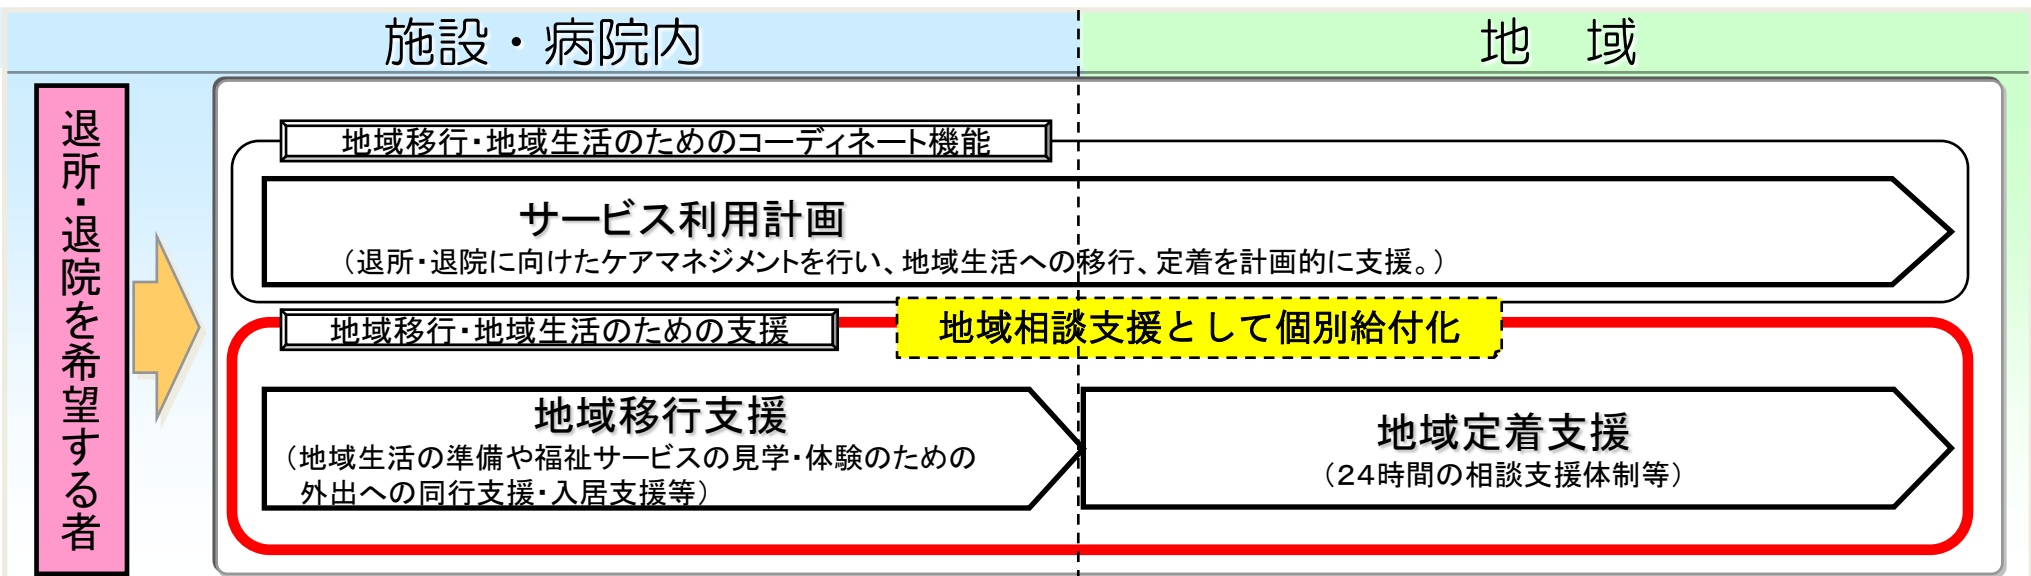 施設・病院内
地　域
退所・退院を希望する者
地域移行・地域生活のためのコーディネート機能
サービス利用計画
（退所・退院に向けたケアマネジメントを行い、地域生活への移行、定着を計画的に支援。）
地域移行・地域生活のための支援
地域相談支援として個別給付化
地域移行支援
（地域生活の準備や福祉サービスの見学・体験のための
外出への同行支援・入居支援等）
地域定着支援
（24時間の相談支援体制等）